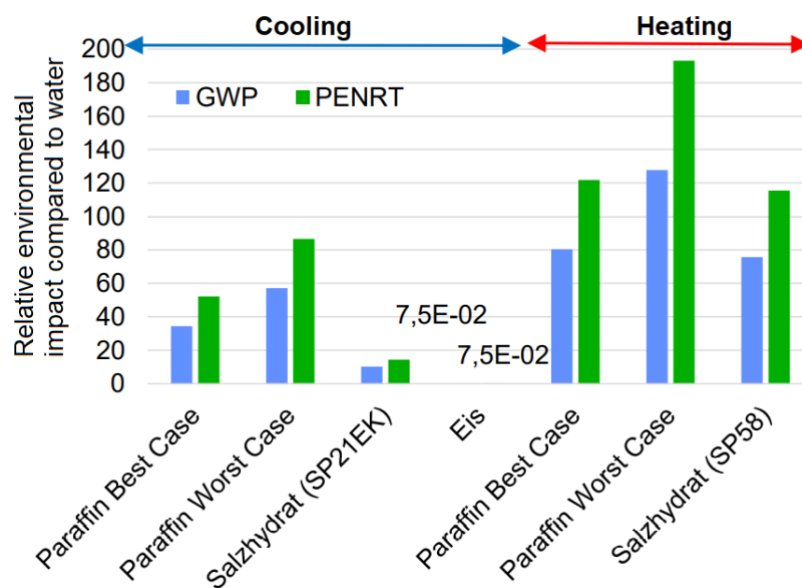 Cooling
Heating
Relative environmental
impact compared to water
200
180
160
140
120
100
80
60
40
20
0
GWP
PENRT
7,5E-02
7,5E-02
Paraffin Best Case
Paraffin Worst Case
Salzhydrat (SP21EK)
Eis
Paraffin Best Case
Paraffin Worst Case
Salzhydrat (SP58)